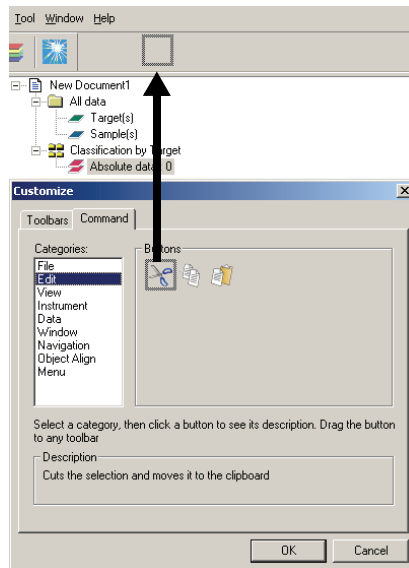 Tool Window Help
New Document1
All data
Target(s)
Sample(s)
Classification by Target
Absolute data 0
Customize
Toolbars Command
Categories:
Buttons
File
Edit
View
Instrument
Data
Window
Navigation
Object Align
Menu
Select a category, then click a button to see its description. Drag the button
to any toolbar
Description
Cuts the selection and moves it to the clipboard
OK Cancel